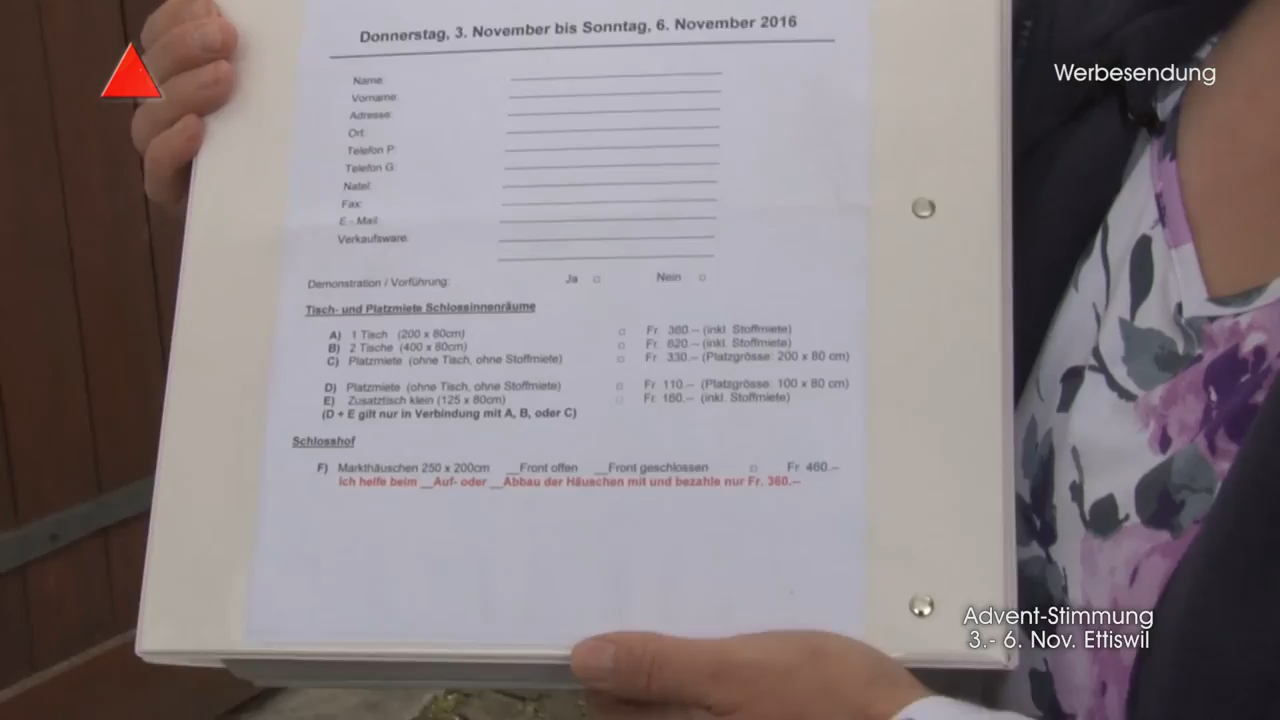 Donnerstag, 3. November bis Sonntag, 6. November 2016
Werbesendung
Name:
Vorname:
Adresse:
Ort:
Telefon P:
Telefon G:
Natel:
Fax:
E - Mail:
Verkaufsware:
Demonstration / Vorführung: Ja □ Nein □
Tisch- und Platzmiete Schlossinnenräume
A) 1 Tisch (200 x 80cm) □ Fr. 360.-- (inkl. Stoffmiete)
B) 2 Tische (400 x 80cm) □ Fr. 620.-- (inkl. Stoffmiete)
C) Platzmiete (ohne Tisch, ohne Stoffmiete) □ Fr. 330.-- (Platzgrösse: 200 x 80 cm)
D) Platzmiete (ohne Tisch, ohne Stoffmiete) □ Fr. 110.-- (Platzgrösse: 100 x 80 cm)
E) Zusatztisch klein (125 x 80cm) □ Fr. 160.-- (inkl. Stoffmiete)
(D + E gilt nur in Verbindung mit A, B, oder C)
Schlosshof
F) Markthäuschen 250 x 200cm __Front offen __Front geschlossen □ Fr. 460.--
Ich helfe beim __Auf- oder __Abbau der Häuschen mit und bezahle nur Fr. 360.--
Advent-Stimmung
3.- 6. Nov. Ettiswil